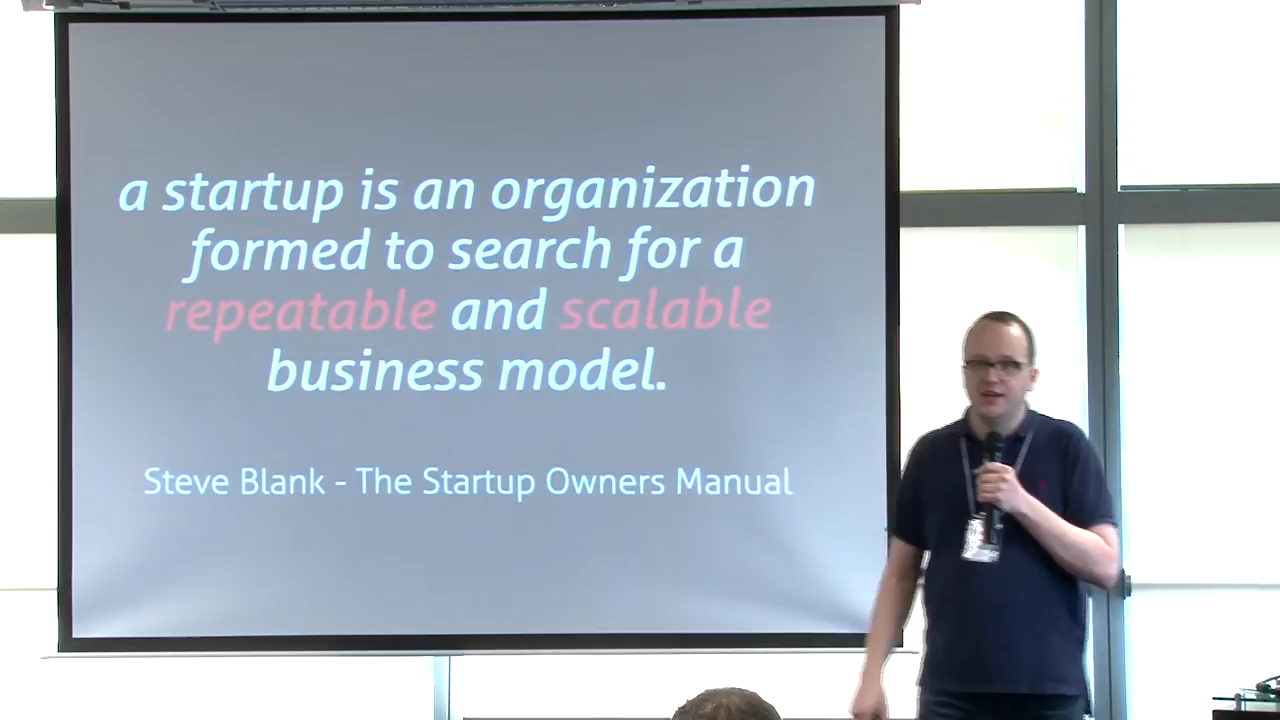 a startup is an organization
formed to search for a
repeatable and scalable
business model.
Steve Blank - The Startup Owners Manual